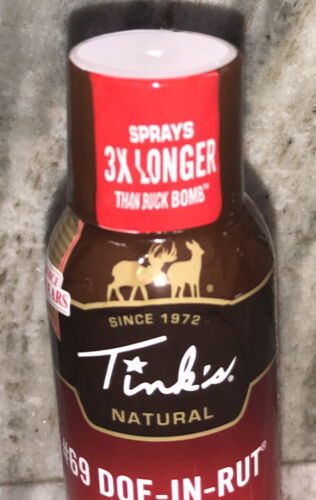 SPRAYS
3X LONGER
THAN BUCK BOMB™
®
SINCE 1972
Tink's®
NATURAL
#69 DOE-IN-RUT®